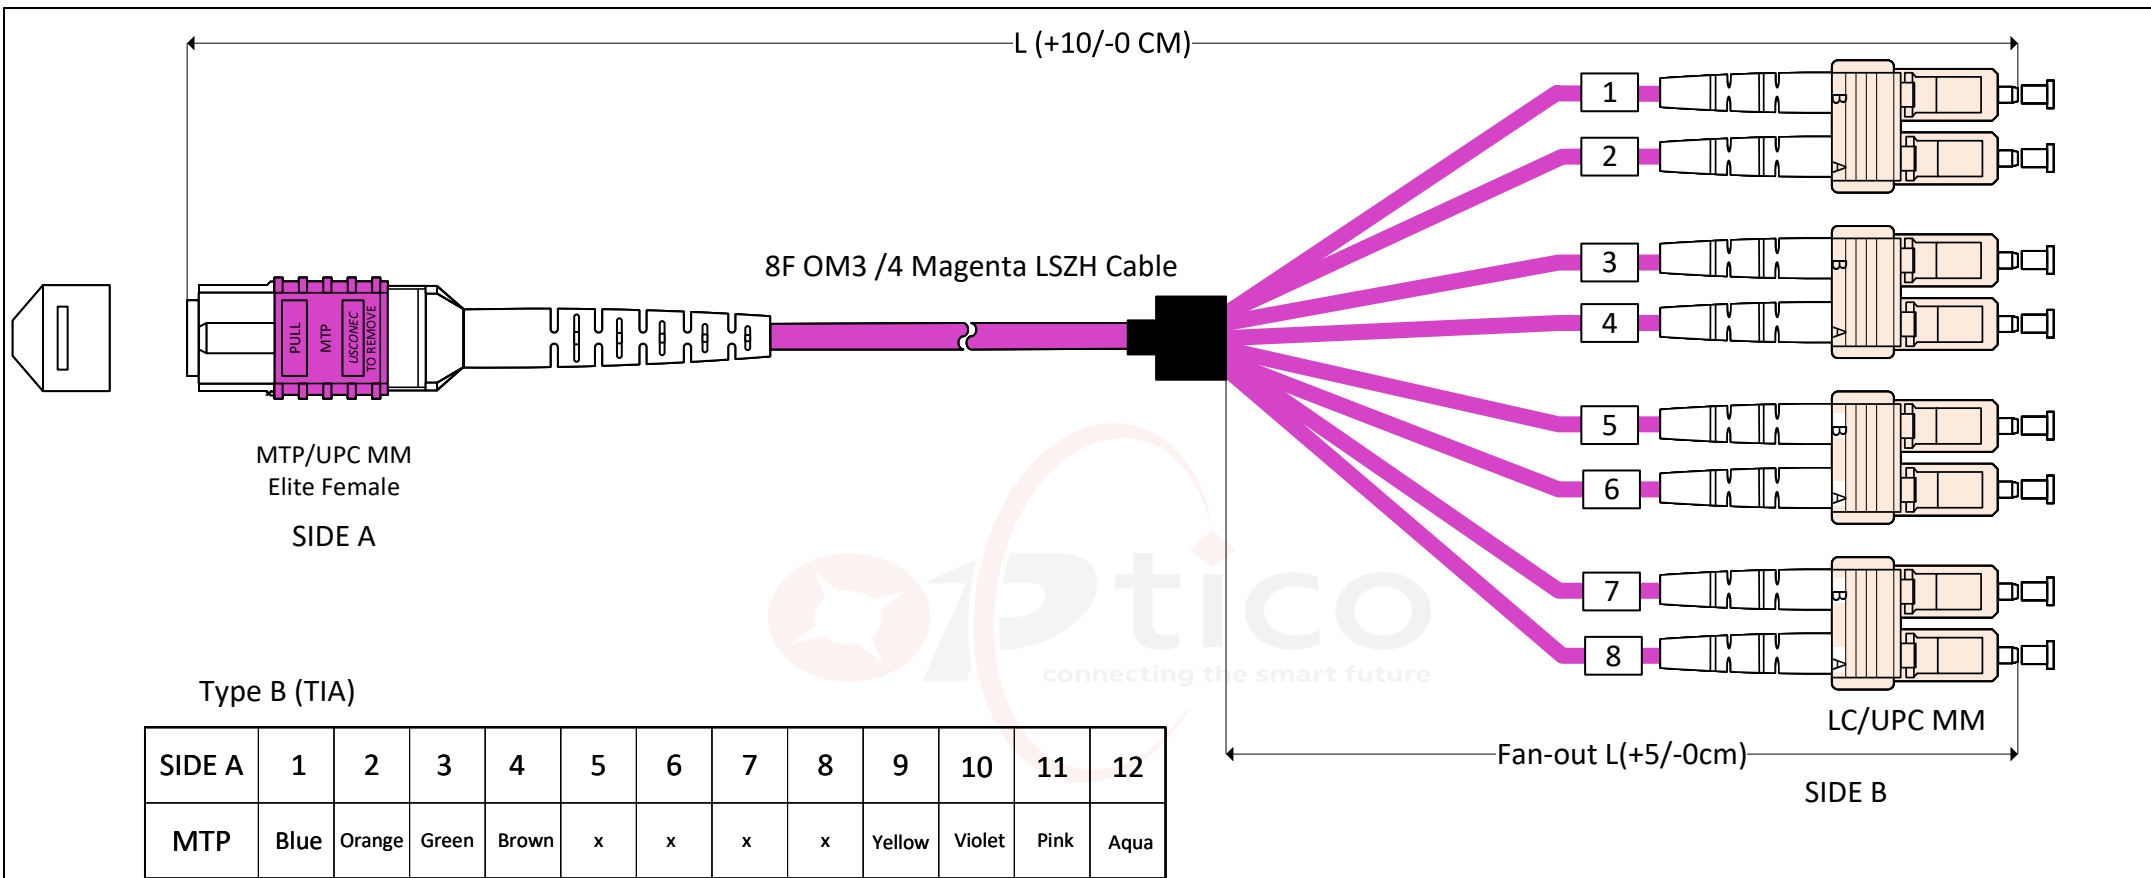 L (+10/-0 CM)
1
B
2
A
8F OM3 /4 Magenta LSZH Cable
3
B
4
A
PULL
MTP
USCONEC
TO REMOVE
5
B
6
A
MTP/UPC MM
Elite Female
SIDE A
7
B
8
A
OPtico
connecting the smart future
LC/UPC MM
Fan-out L(+5/-0cm)
SIDE B
Type B (TIA)
SIDE A 1 2 3 4 5 6 7 8 9 10 11 12
MTP Blue Orange Green Brown x x x x Yellow Violet Pink Aqua